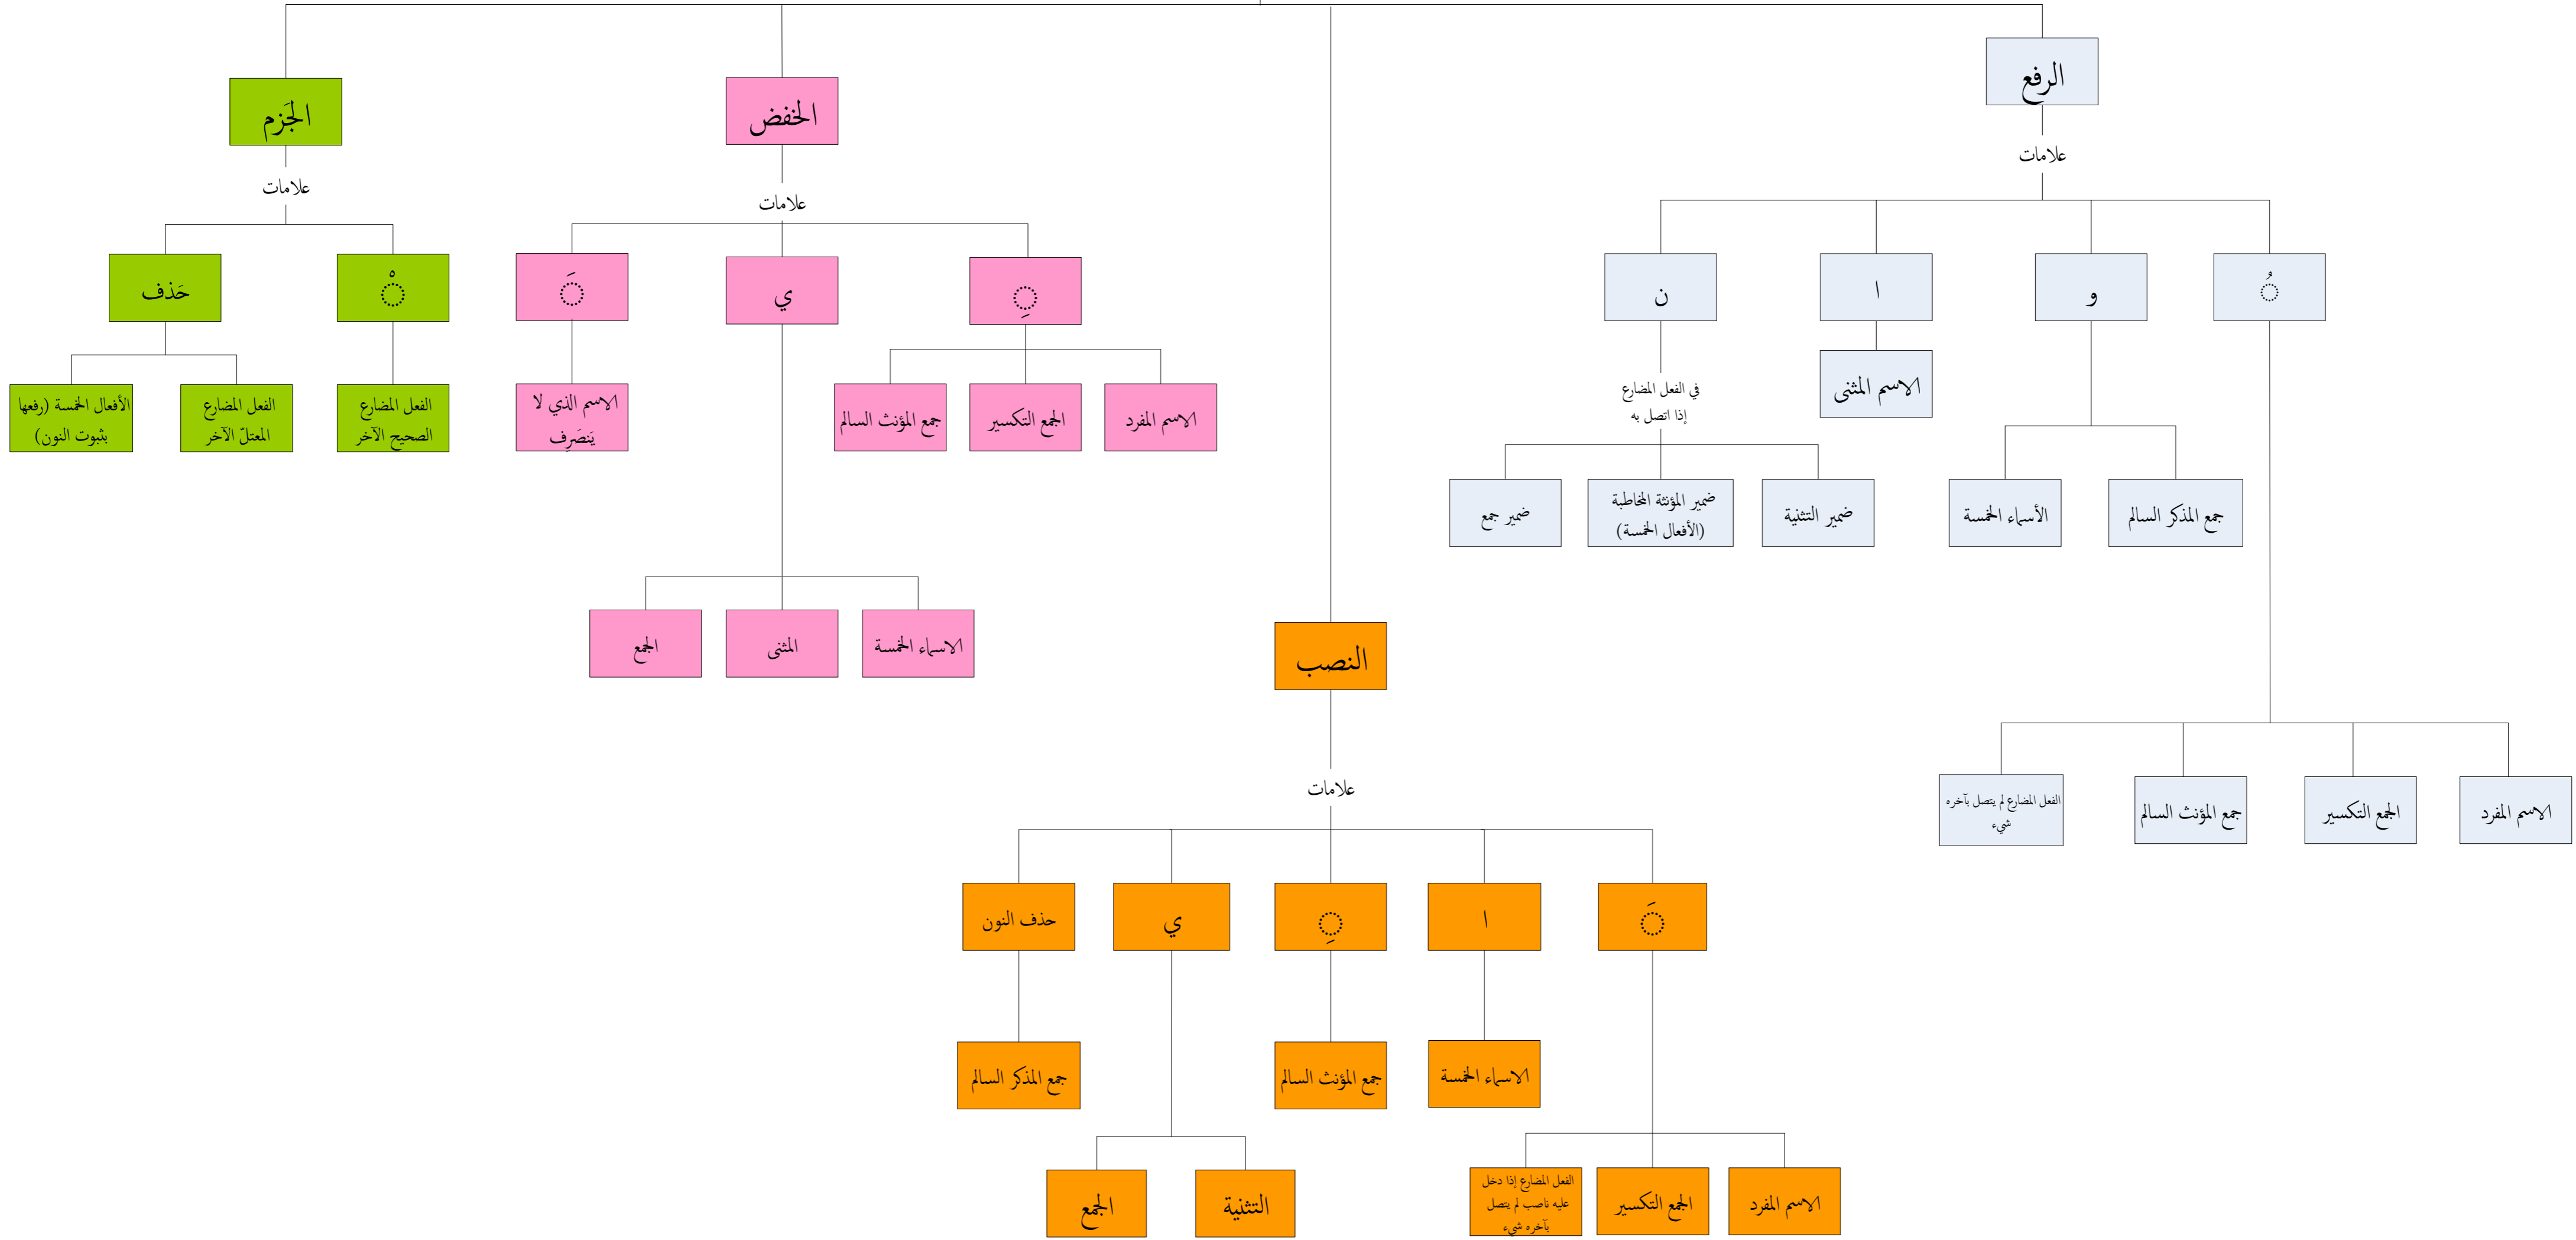 الرفع
علامات
ُ
و
ا
ن
الاسم المثنى
في الفعل المضارع
إذا اتصل به
جمع المذكر السالم
الأسماء الخمسة
ضمير التثنية
ضمير المؤنثة المخاطبة
(الأفعال الخمسة)
ضمير جمع
الاسم المفرد
الجمع التكسير
جمع المؤنث السالم
الفعل المضارع لم يتصل بآخره
شيء
النصب
علامات
َ
ا
ِ
ي
حذف النون
الاسماء الخمسة
جمع المؤنث السالم
جمع المذكر السالم
الاسم المفرد
الجمع التكسير
الفعل المضارع إذا دخل
عليه ناصب لم يتصل
بآخره شيء
التثنية
الجمع
الخفض
علامات
ِ
ي
َ
الاسم المفرد
الجمع التكسير
جمع المؤنث السالم
الاسم الذي لا
يَنصَرِف
الاسماء الخمسة
المثنى
الجمع
الجَزم
علامات
ْ
حَذف
الفعل المضارع
الصحيح الآخر
الفعل المضارع
المعتلّ الآخر
الأفعال الخمسة (رفعها
بثبوت النون)